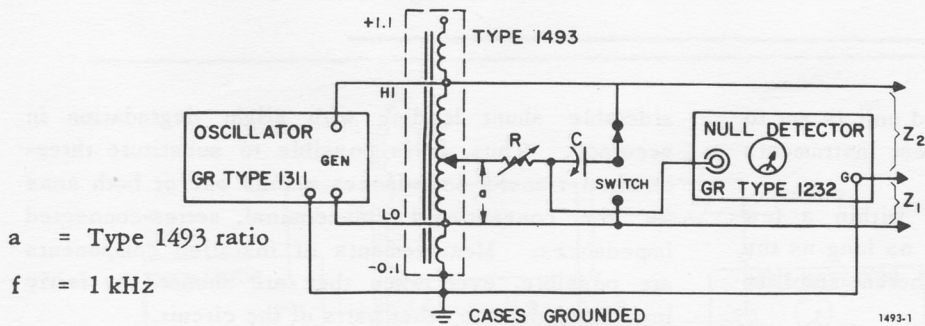 +1.1
TYPE 1493
HI
OSCILLATOR
GEN
GR TYPE 1311
R
C
a
SWITCH
NULL DETECTOR
GR TYPE 1232
G
Z2
Z1
LO
a = Type 1493 ratio
f = 1 kHz
-0.1
CASES GROUNDED
1493-1